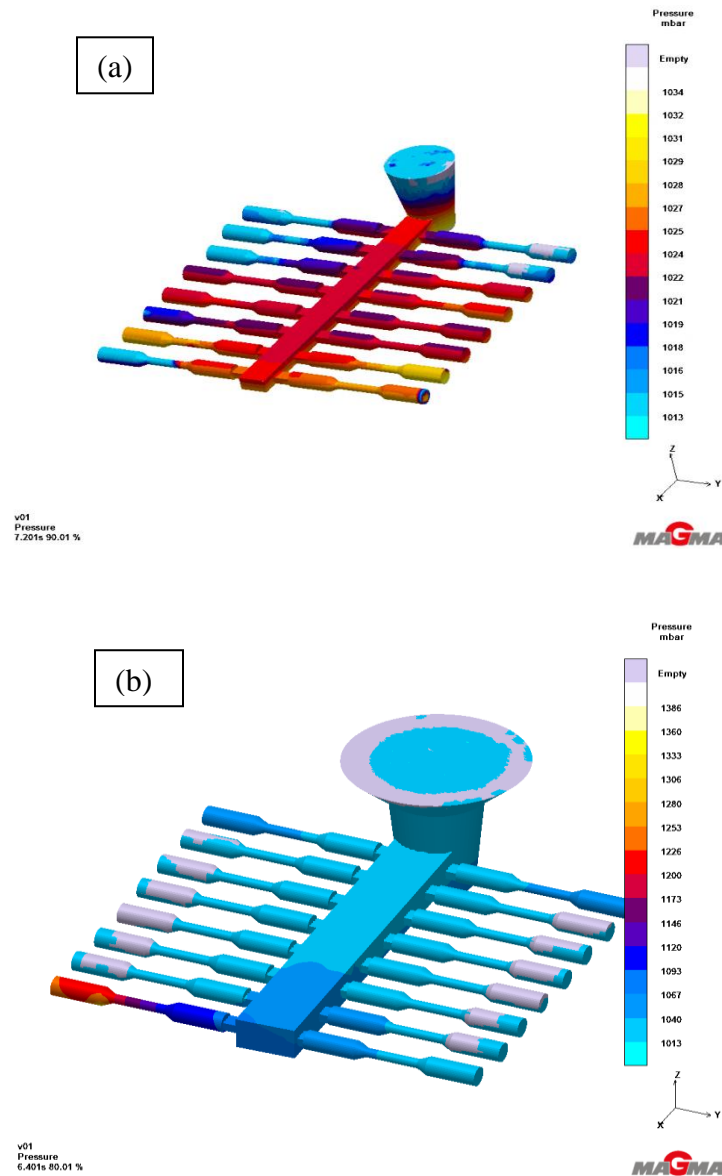 (a)
Pressure
mbar
Empty
1034
1032
1031
1029
1028
1027
1025
1024
1022
1021
1019
1018
1016
1015
1013
Z
Y
X
v01
Pressure
7.201s 90.01 %
MAGMA
(b)
Pressure
mbar
Empty
1386
1360
1333
1306
1280
1253
1226
1200
1173
1146
1120
1093
1067
1040
1013
Z
Y
X
v01
Pressure
6.401s 80.01 %
MAGMA